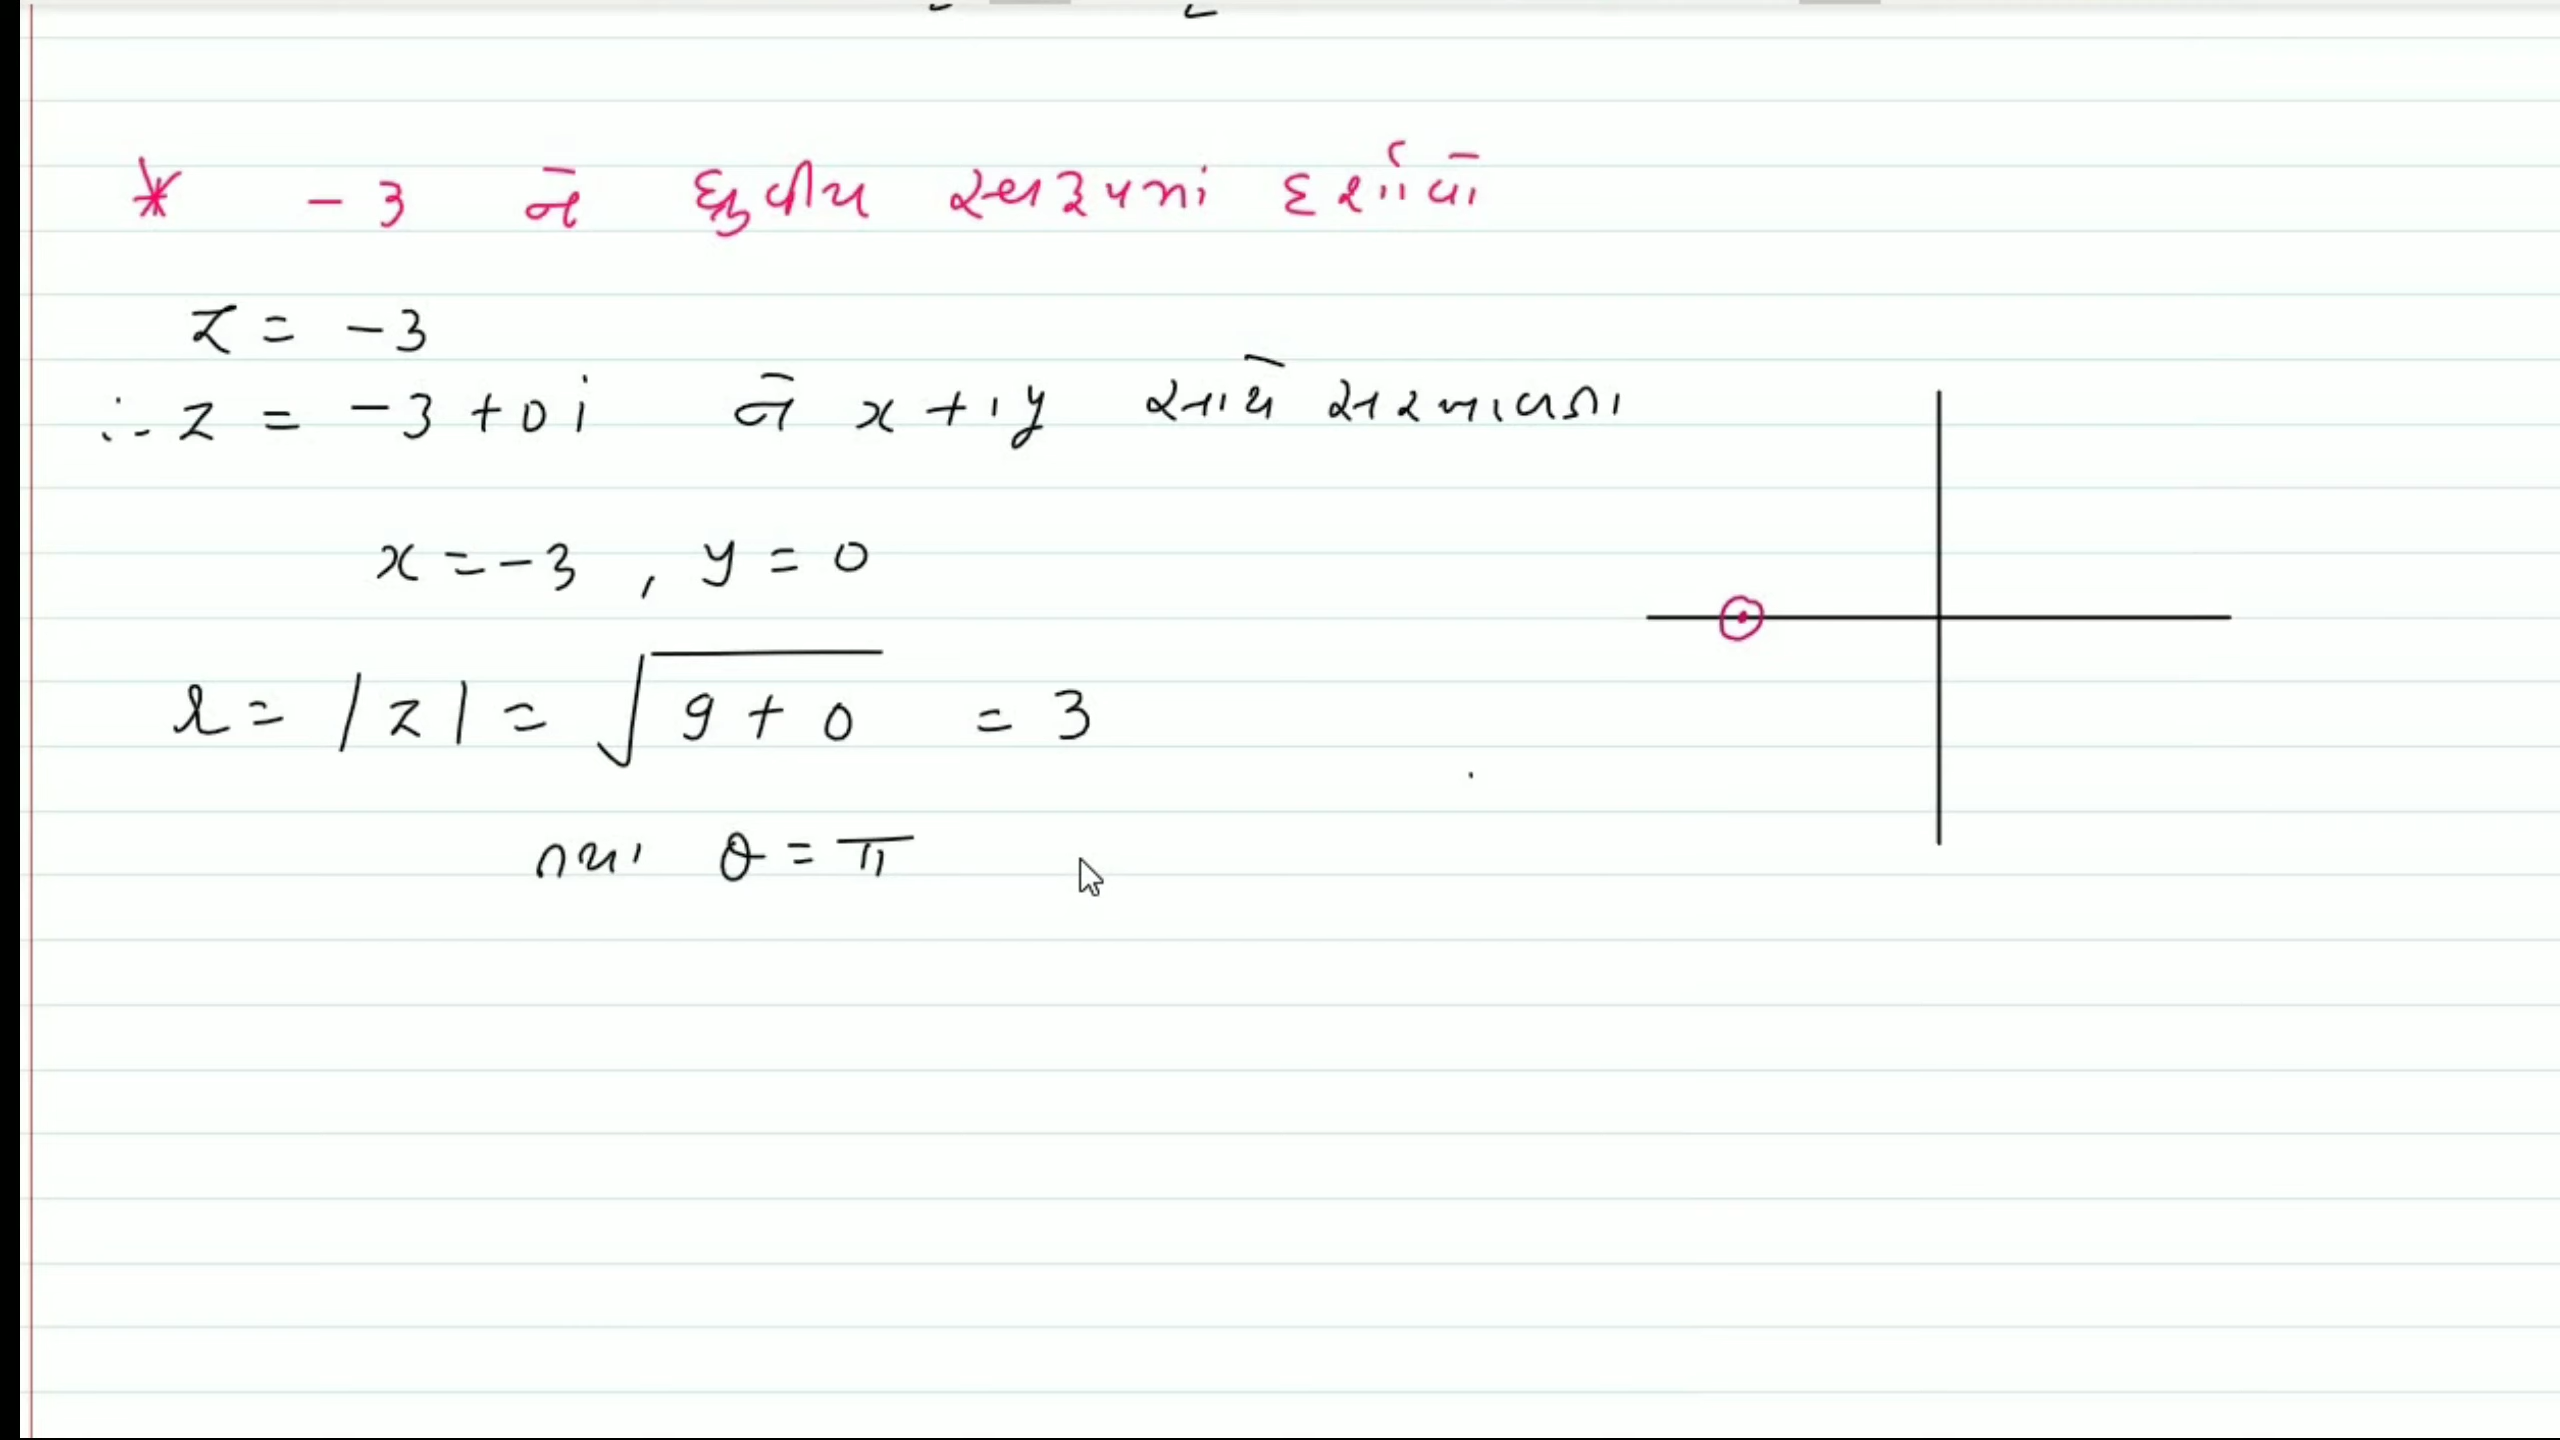 * -3 ને ધ્રુવીય સ્વરૂપમાં દર્શાવો
z = -3
∴ z = -3 + 0i ને x + iy સાથે સરખાવતા
x = -3 , y = 0
r = |z| = √9 + 0 = 3
તથા θ = π